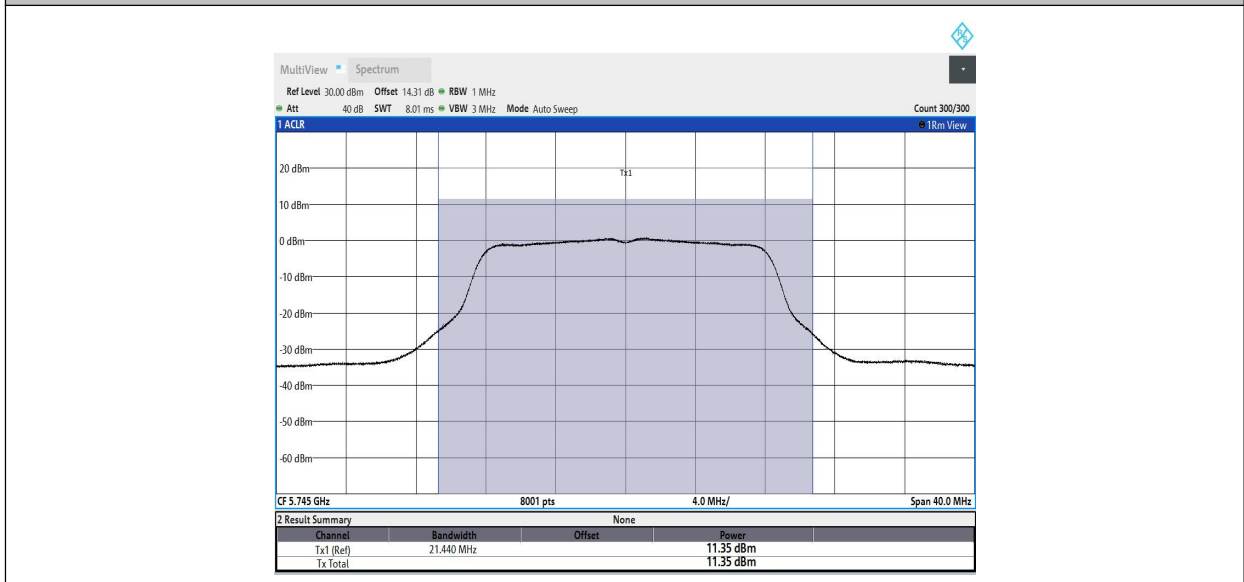 R S
MultiView Spectrum
Ref Level 30.00 dBm Offset 14.31 dB RBW 1 MHz
Att 40 dB SWT 8.01 ms VBW 3 MHz Mode Auto Sweep Count 300/300
1 ACLR 1Rm View
20 dBm
Tx1
10 dBm
0 dBm
-10 dBm
-20 dBm
-30 dBm
-40 dBm
-50 dBm
-60 dBm
CF 5.745 GHz 8001 pts 4.0 MHz/ Span 40.0 MHz
2 Result Summary None
Channel Bandwidth Offset Power
Tx1 (Ref) 21.440 MHz 11.35 dBm
Tx Total 11.35 dBm